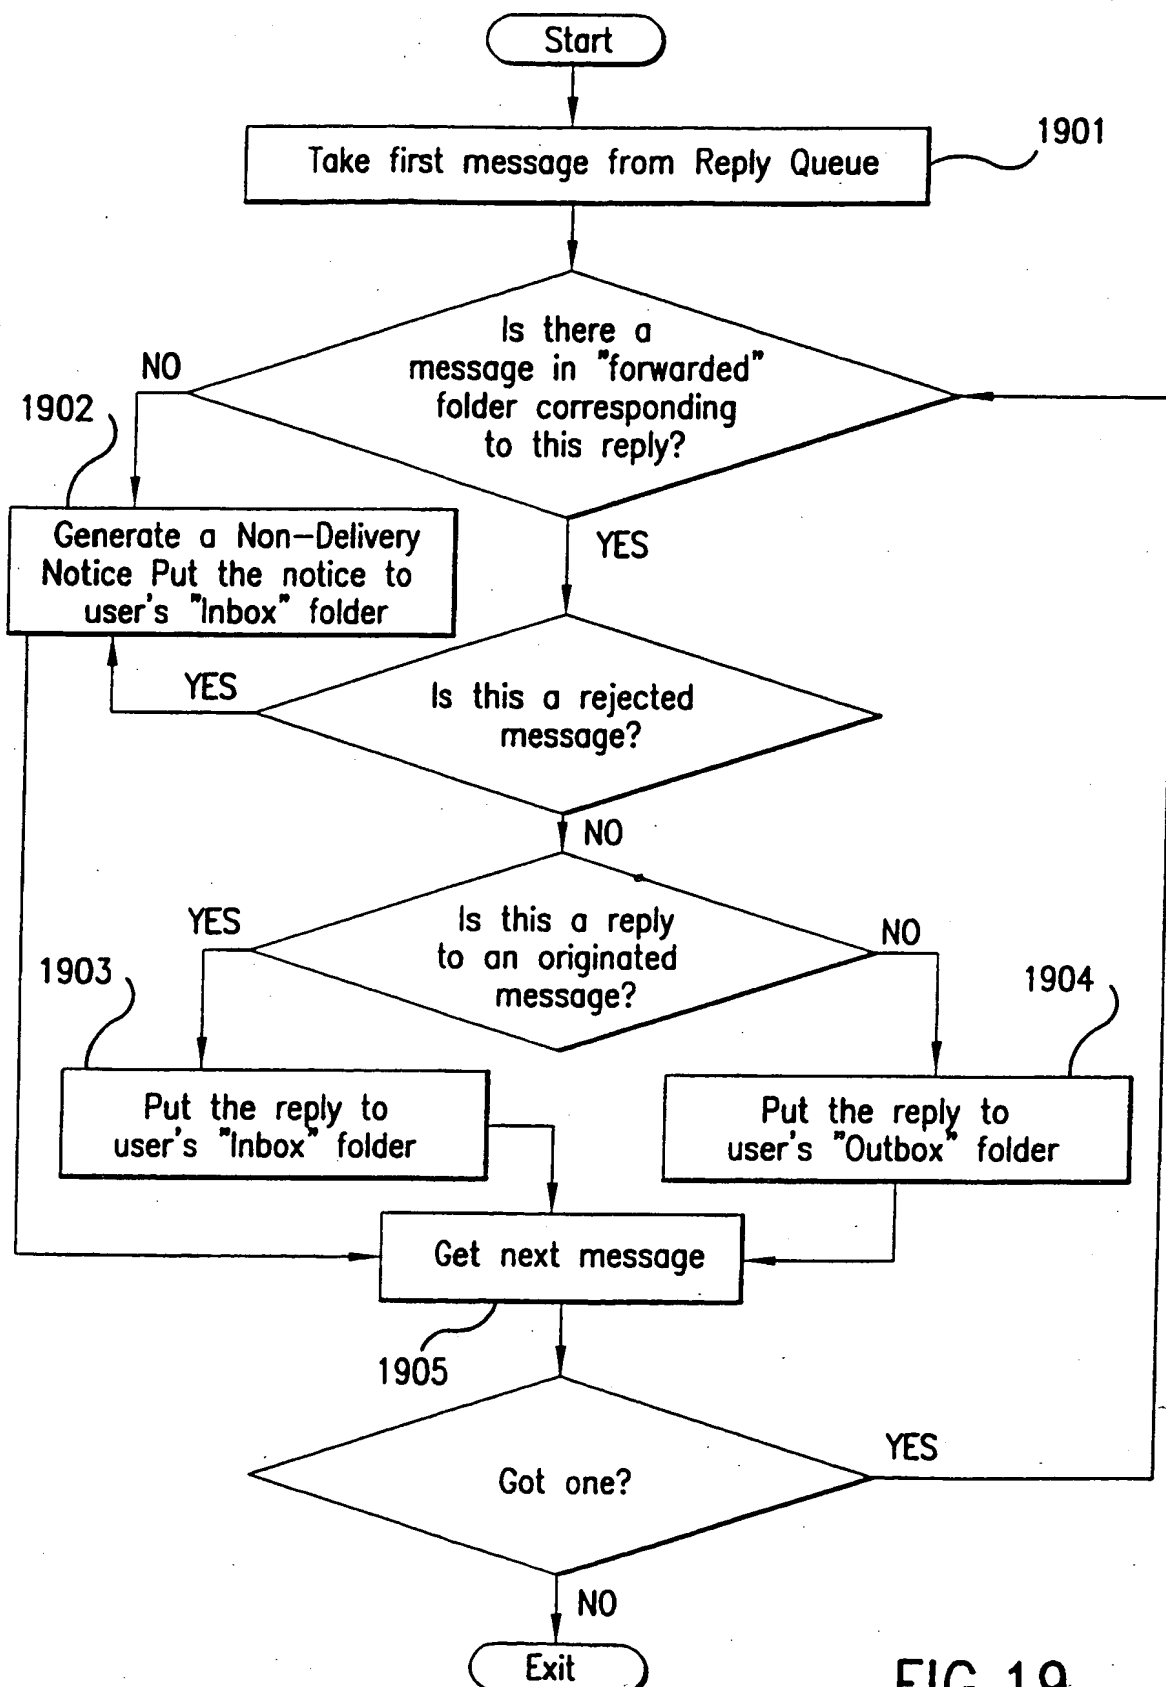 Start
Take first message from Reply Queue
1901
Is there a
message in "forwarded"
folder corresponding
to this reply?
NO
1902
YES
Generate a Non-Delivery
Notice Put the notice to
user's "Inbox" folder
YES
Is this a rejected
message?
NO
YES
Is this a reply
to an originated
message?
NO
1903
1904
Put the reply to
user's "Inbox" folder
Put the reply to
user's "Outbox" folder
Get next message
1905
Got one?
YES
NO
Exit
FIG. 19